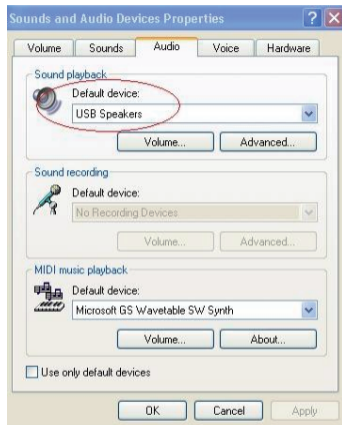 Sounds and Audio Devices Properties
Volume Sounds Audio Voice Hardware
Sound playback
Default device:
USB Speakers
Volume... Advanced...
Sound recording
Default device:
No Recording Devices
Volume... Advanced...
MIDI music playback
Default device:
Microsoft GS Wavetable SW Synth
Volume... About...
Use only default devices
OK Cancel Apply